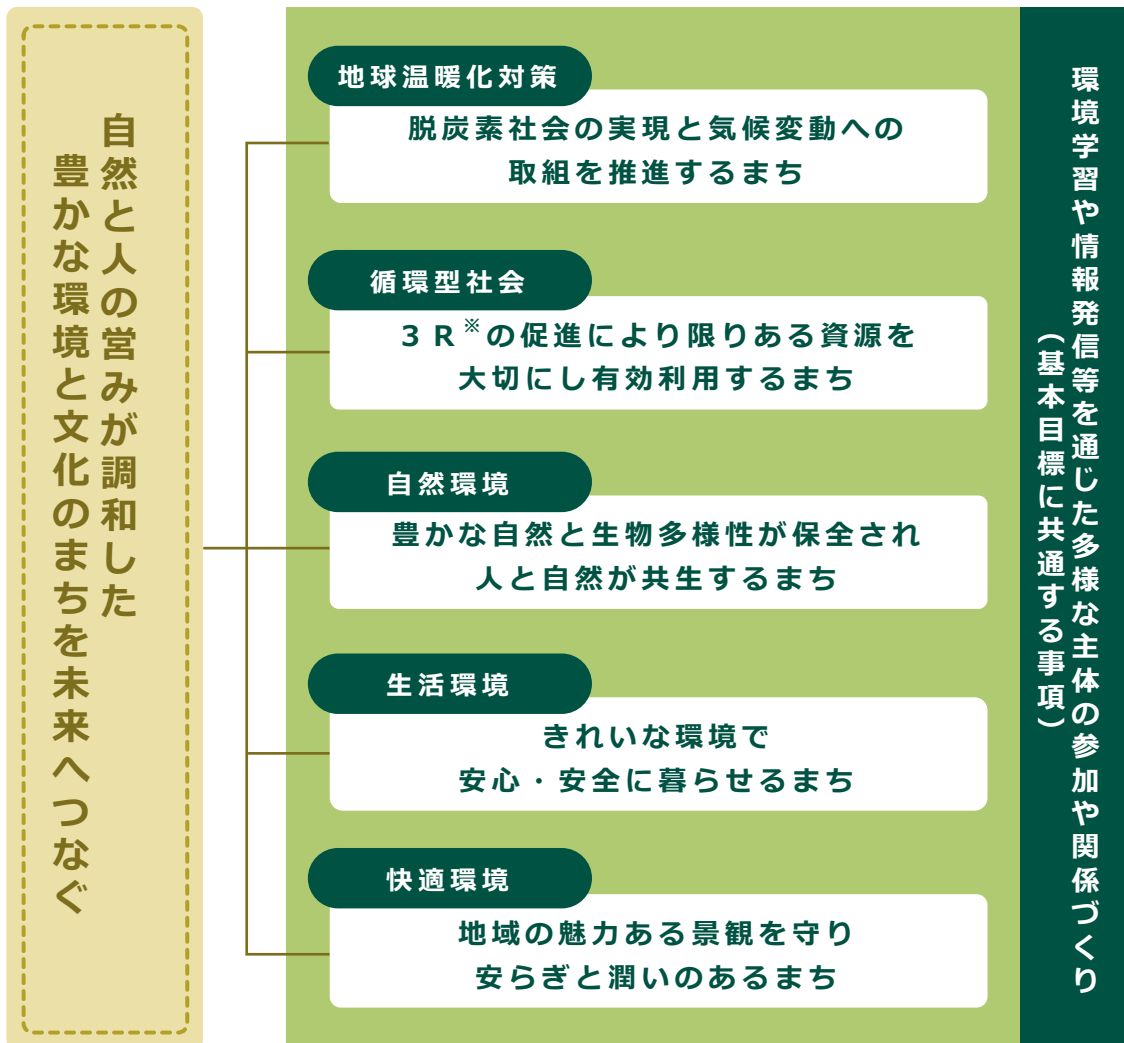 自然と人の営みが調和した
豊かな環境と文化のまちを未来へつなぐ
地球温暖化対策
脱炭素社会の実現と気候変動への
取組を推進するまち
循環型社会
3R※の促進により限りある資源を
大切にし有効利用するまち
自然環境
豊かな自然と生物多様性が保全され
人と自然が共生するまち
生活環境
きれいな環境で
安心・安全に暮らせるまち
快適環境
地域の魅力ある景観を守り
安らぎと潤いのあるまち
環境学習や情報発信等を通じた多様な主体の参加や関係づくり
(基本目標に共通する事項)